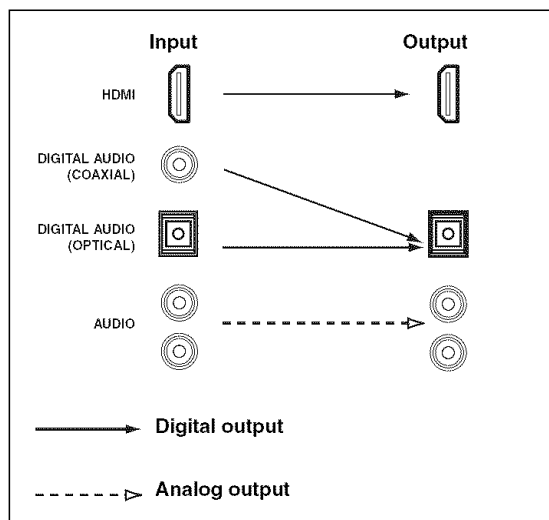 Input
Output
HDMI
DIGITAL AUDIO
(COAXIAL)
DIGITAL AUDIO
(OPTICAL)
AUDIO
Digital output
Analog output